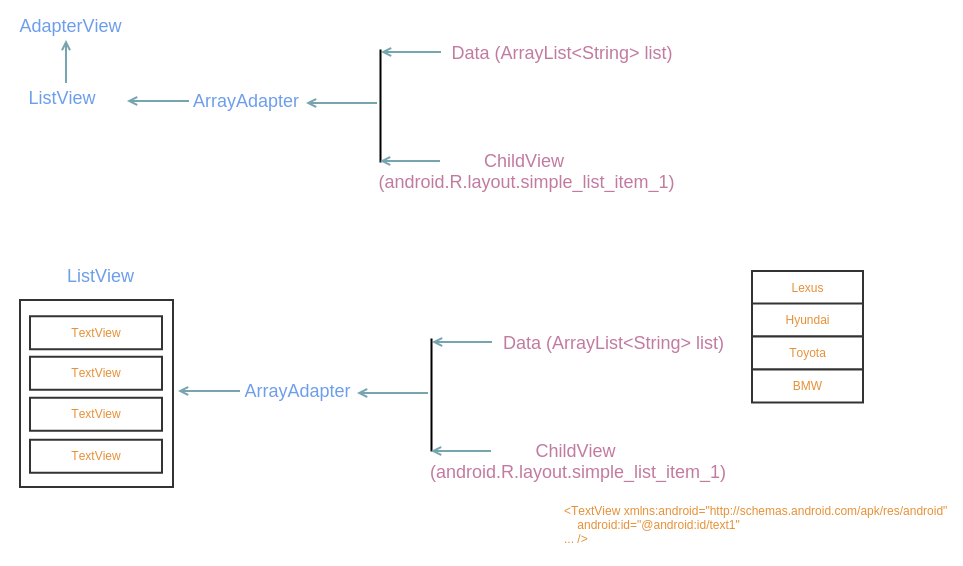 AdapterView
ListView
ArrayAdapter
Data (ArrayList<String> list)
ChildView
(android.R.layout.simple_list_item_1)
ListView
TextView
TextView
TextView
TextView
ArrayAdapter
Data (ArrayList<String> list)
ChildView
(android.R.layout.simple_list_item_1)
Lexus
Hyundai
Toyota
BMW
<TextView xmlns:android="http://schemas.android.com/apk/res/android"
android:id="@android:id/text1"
... />